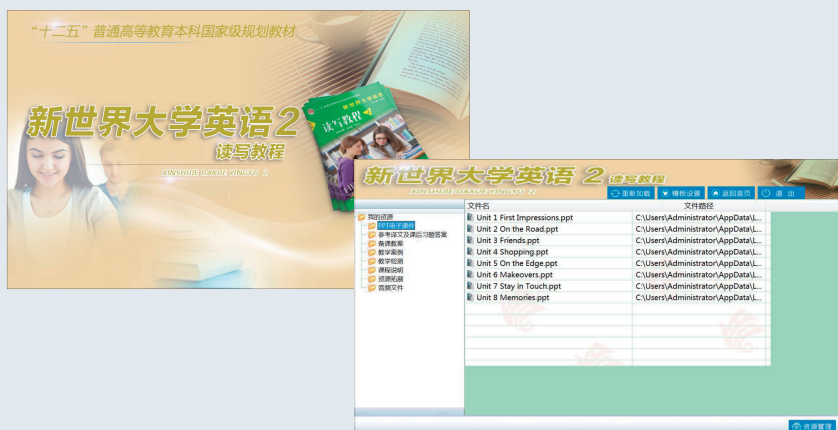 “十二五”普通高等教育本科国家级规划教材
新世界大学英语2
读写教程
XINSHIJIE DAXUE YINGYU 2
读写教程
新世界大学英语 2 读写教程
XINSHIJIE DAXUE YINGYU 2
重新加载 模板设置 返回首页 退 出
文件名 文件路径
我的资源
PPT电子课件
参考译文及课后习题答案
备课教案
教学案例
教学检测
课程说明
资源拓展
音频文件
Unit 1 First Impressions.ppt C:\Users\Administrator\AppData\L...
Unit 2 On the Road.ppt C:\Users\Administrator\AppData\L...
Unit 3 Friends.ppt C:\Users\Administrator\AppData\L...
Unit 4 Shopping.ppt C:\Users\Administrator\AppData\L...
Unit 5 On the Edge.ppt C:\Users\Administrator\AppData\L...
Unit 6 Makeovers.ppt C:\Users\Administrator\AppData\L...
Unit 7 Stay in Touch.ppt C:\Users\Administrator\AppData\L...
Unit 8 Memories.ppt C:\Users\Administrator\AppData\L...
资源管理